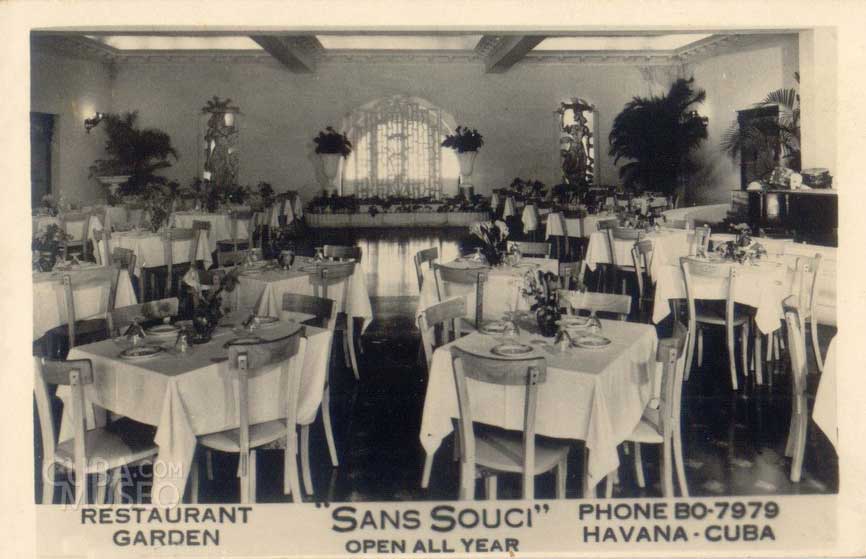 CUBA.COM
MUSEO
RESTAURANT
GARDEN
"SANS SOUCI"
OPEN ALL YEAR
PHONE BO-7979
HAVANA-CUBA